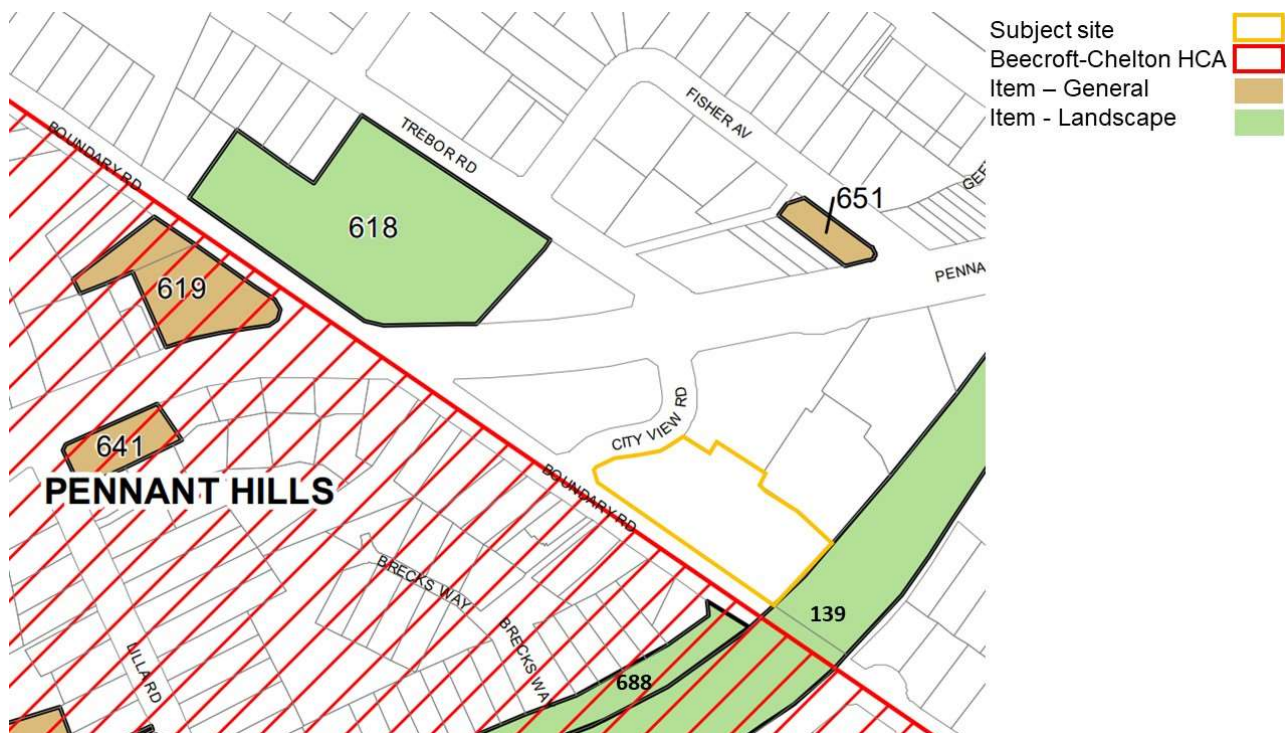 Subject site
Beecroft-Chelton HCA
Item – General
Item - Landscape
BOUNDARY RD
TREBOR RD
FISHER AV
651
618
619
PENNA
CITY VIEW RD
641
PENNANT HILLS
BOUNDARY RD
BRECKS WAY
BRECKS WA
139
LILLA RD
688